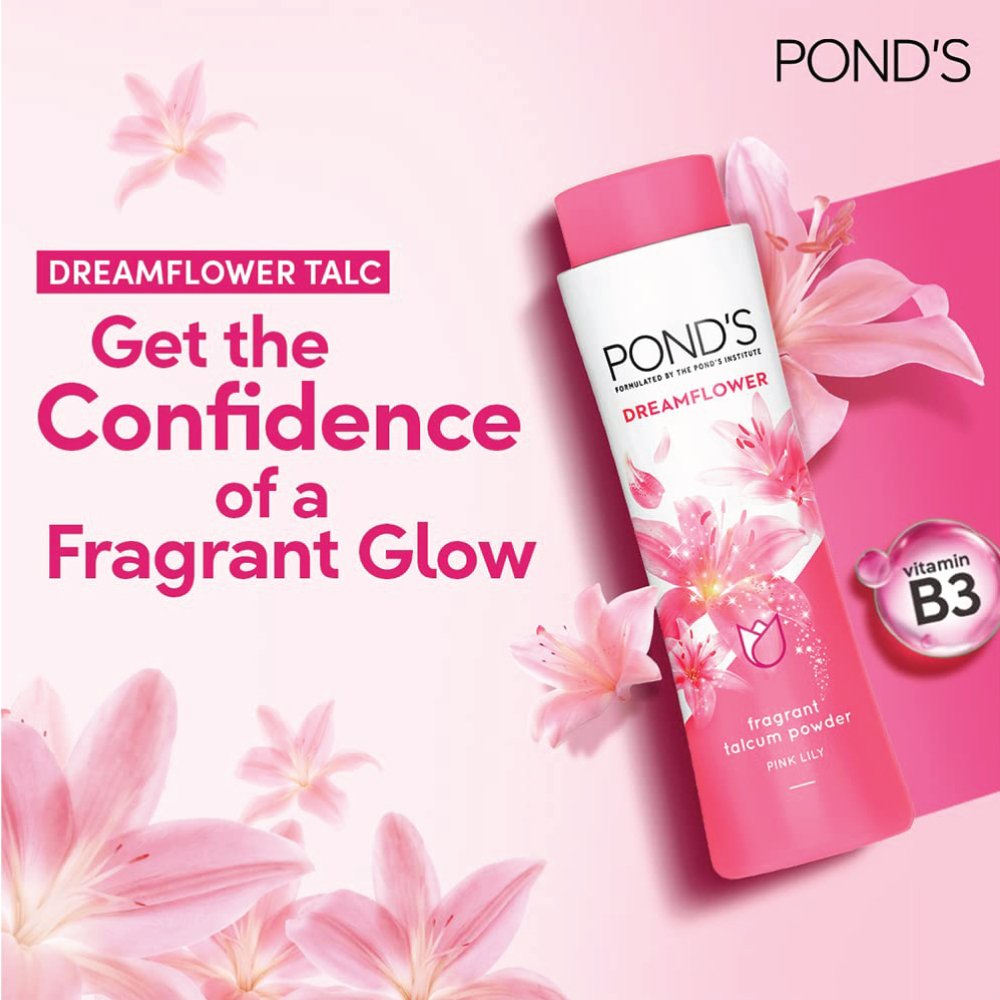 POND'S
DREAMFLOWER TALC
Get the
Confidence
of a
Fragrant Glow
POND'S
FORMULATED BY THE POND'S INSTITUTE
DREAMFLOWER
fragrant
talcum powder
PINK LILY
vitamin
B3